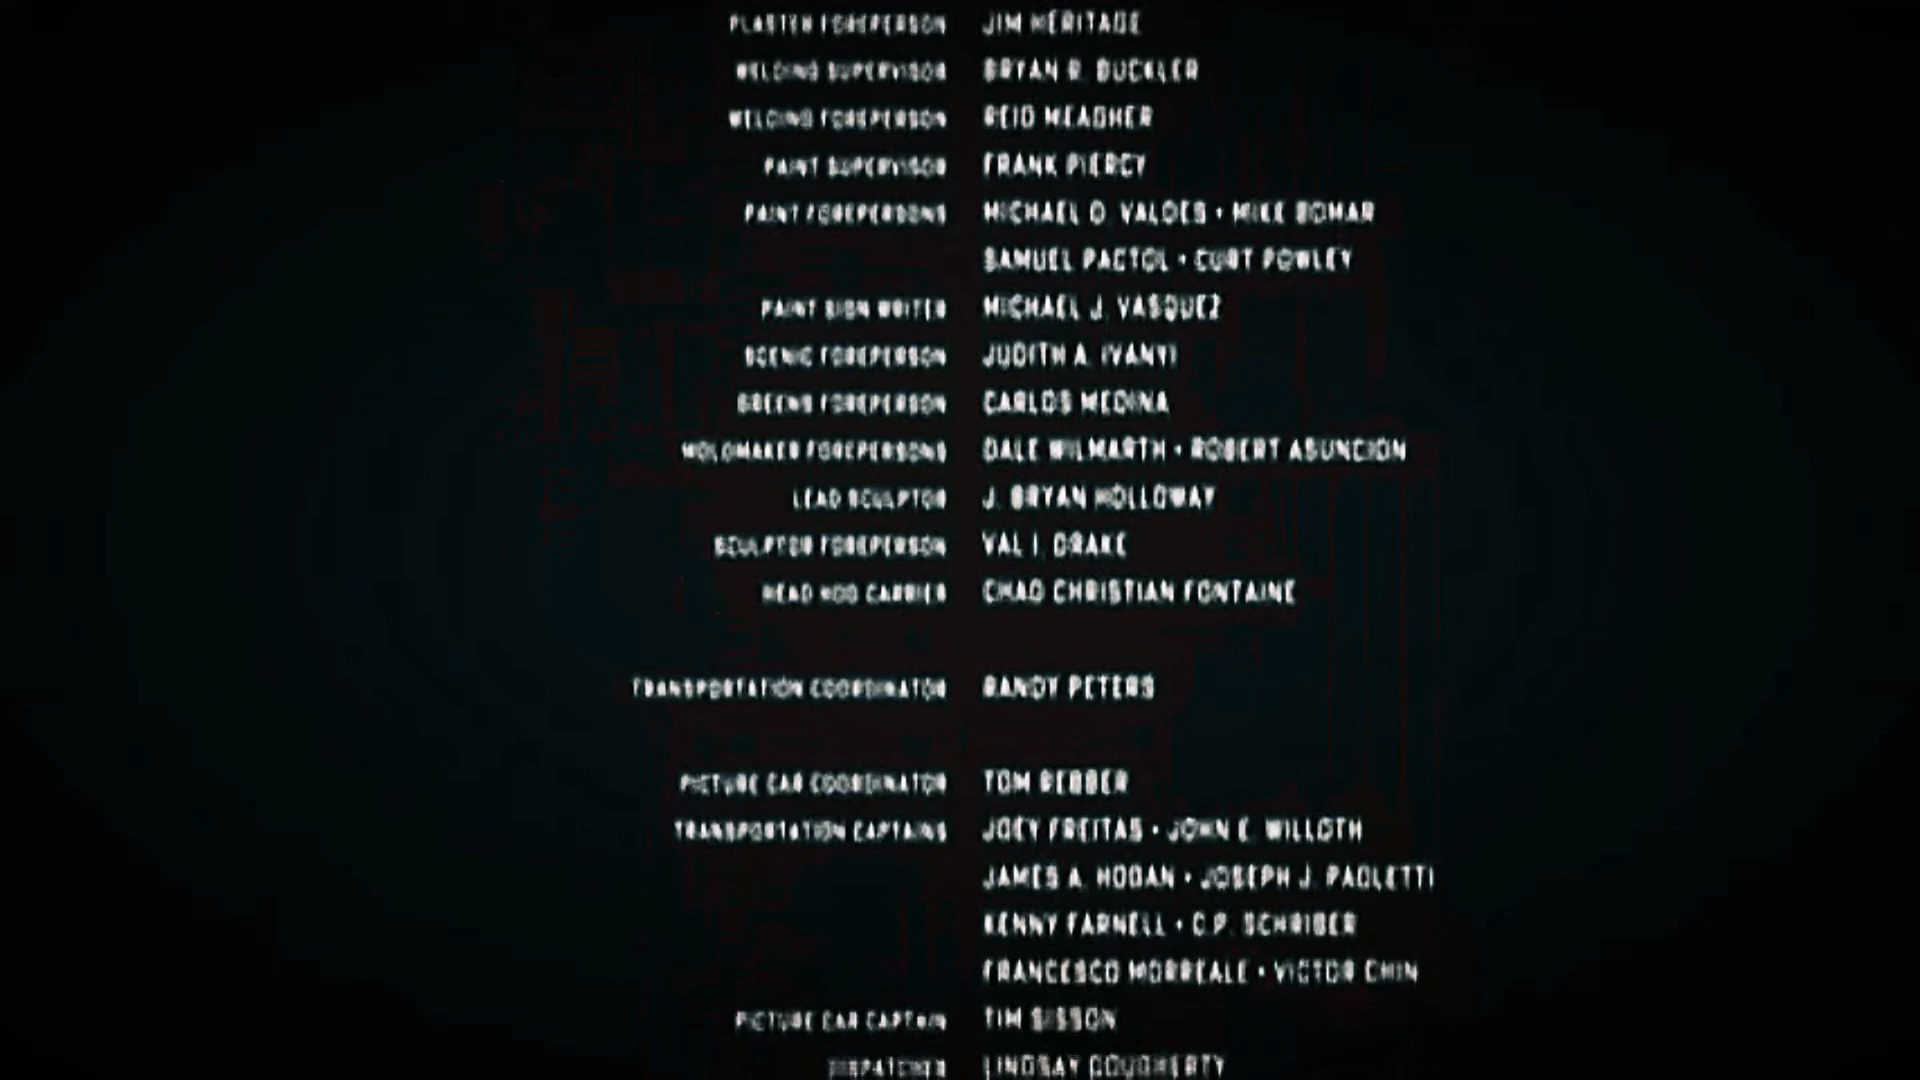 PLASTER FOREPERSON JIM HERITAGE
WELDING SUPERVISOR BRYAN R. BUCKLER
WELDING FOREPERSON REID MEAGHER
PAINT SUPERVISOR FRANK PIERCY
PAINT FOREPERSONS MICHAEL D. VALDES • MIKE BOMAR
SAMUEL PACTOL • CURT POWLEY
PAINT SIGN WRITER MICHAEL J. VASQUEZ
SCENIC FOREPERSON JUDITH A. IVANYI
GREENS FOREPERSON CARLOS MEDINA
MOLDMAKER FOREPERSONS DALE WILMARTH • ROBERT ASUNCION
LEAD SCULPTOR J. BRYAN HOLLOWAY
SCULPTOR FOREPERSON VAL I. DRAKE
HEAD HOD CARRIER CHAD CHRISTIAN FONTAINE
TRANSPORTATION COORDINATOR RANDY PETERS
PICTURE CAR COORDINATOR TOM
TRANSPORTATION CAPTAINS JOEY FREITAS • JOHN E. WILLOTH
JAMES A. HOGAN • JOSEPH J. PAOLETTI
KENNY FARNELL • C.P. SCHRIBER
FRANCESCO MORREALE • VICTOR CHIN
PICTURE CAR CAPTAIN TIM SISSON
DISPATCHER LINDSAY DOUGHERTY